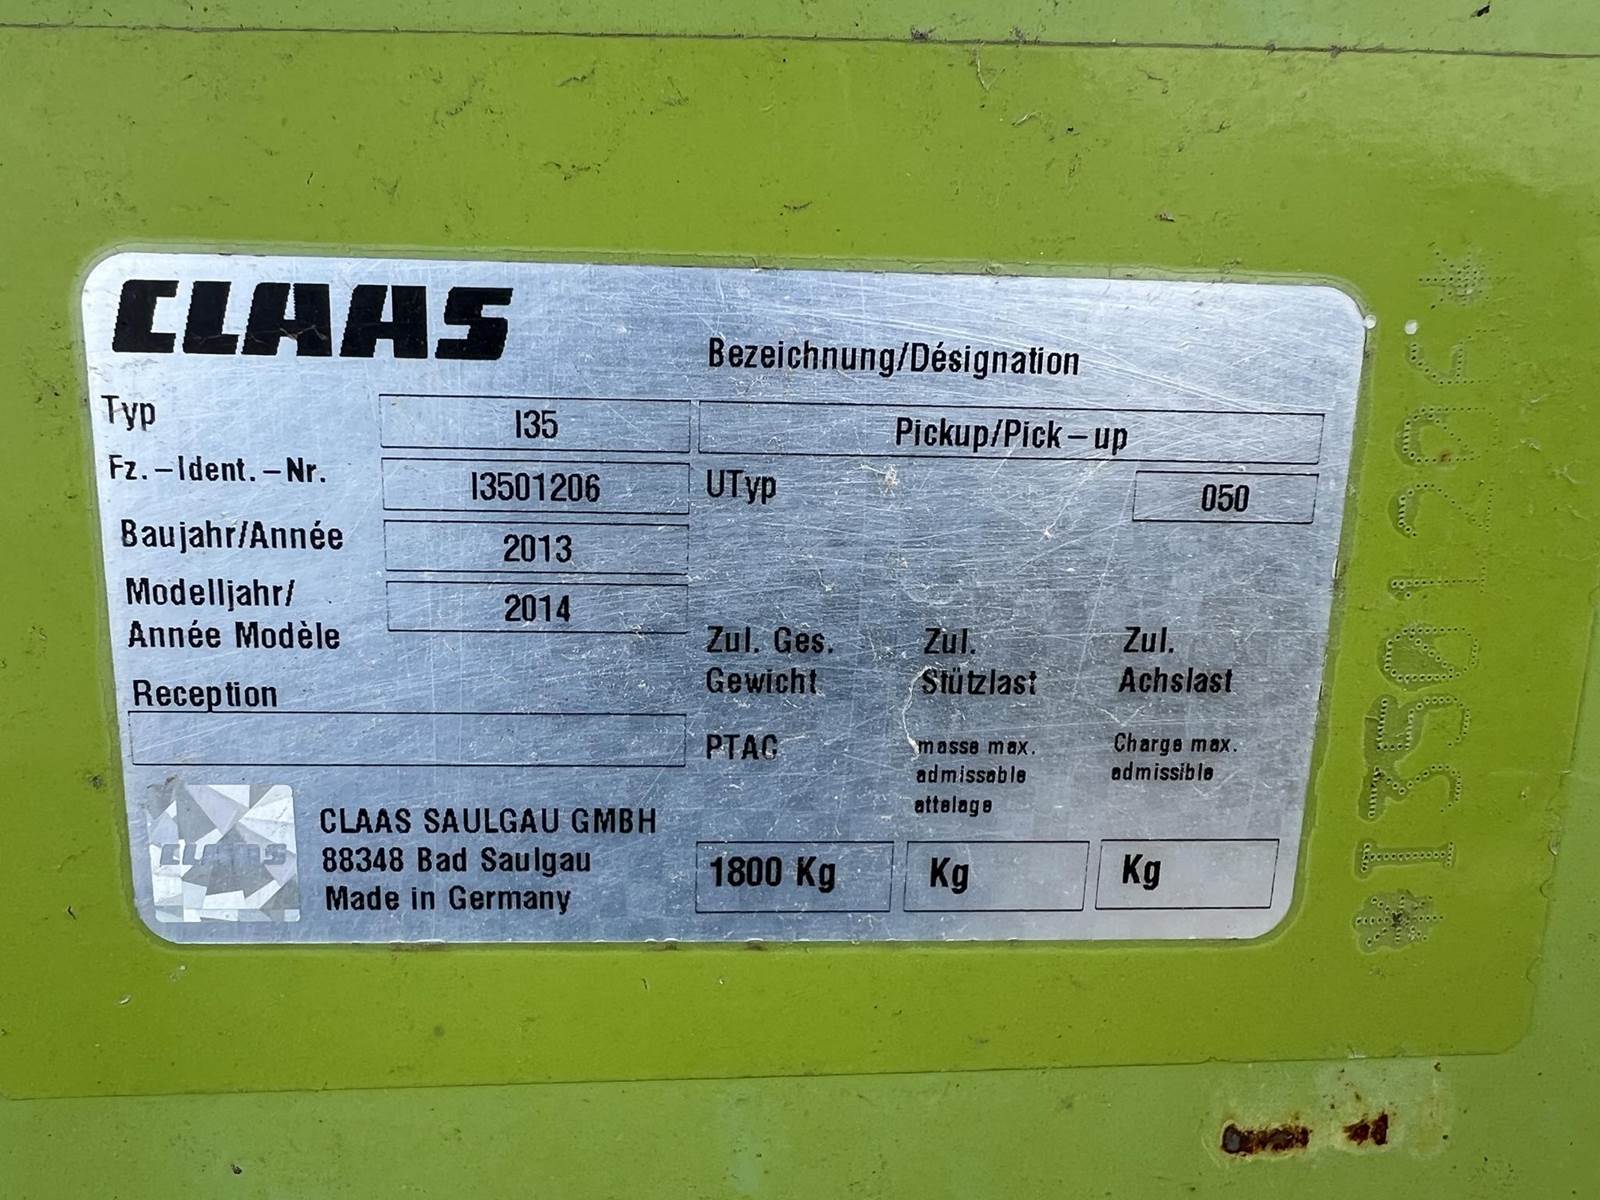 CLAAS
Bezeichnung/Désignation
Typ I35 Pickup/Pick-up
Fz.-Ident.-Nr. I3501206 UTyp 050
Baujahr/Année 2013
Modelljahr/
Année Modèle 2014
Reception
Zul. Ges. Zul. Zul.
Gewicht Stützlast Achslast
PTAC masse max. Charge max.
admissable admissible
attelage
1800 Kg Kg Kg
CLAAS SAULGAU GMBH
88348 Bad Saulgau
Made in Germany
CLAAS
*I3501206*